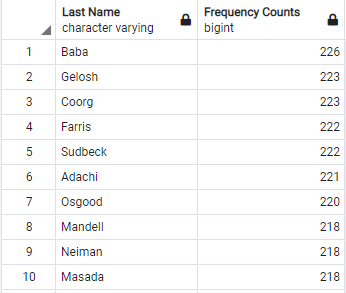 Last Name Frequency Counts
character varying bigint
1 Baba 226
2 Gelosh 223
3 Coorg 223
4 Farris 222
5 Sudbeck 222
6 Adachi 221
7 Osgood 220
8 Mandell 218
9 Neiman 218
10 Masada 218